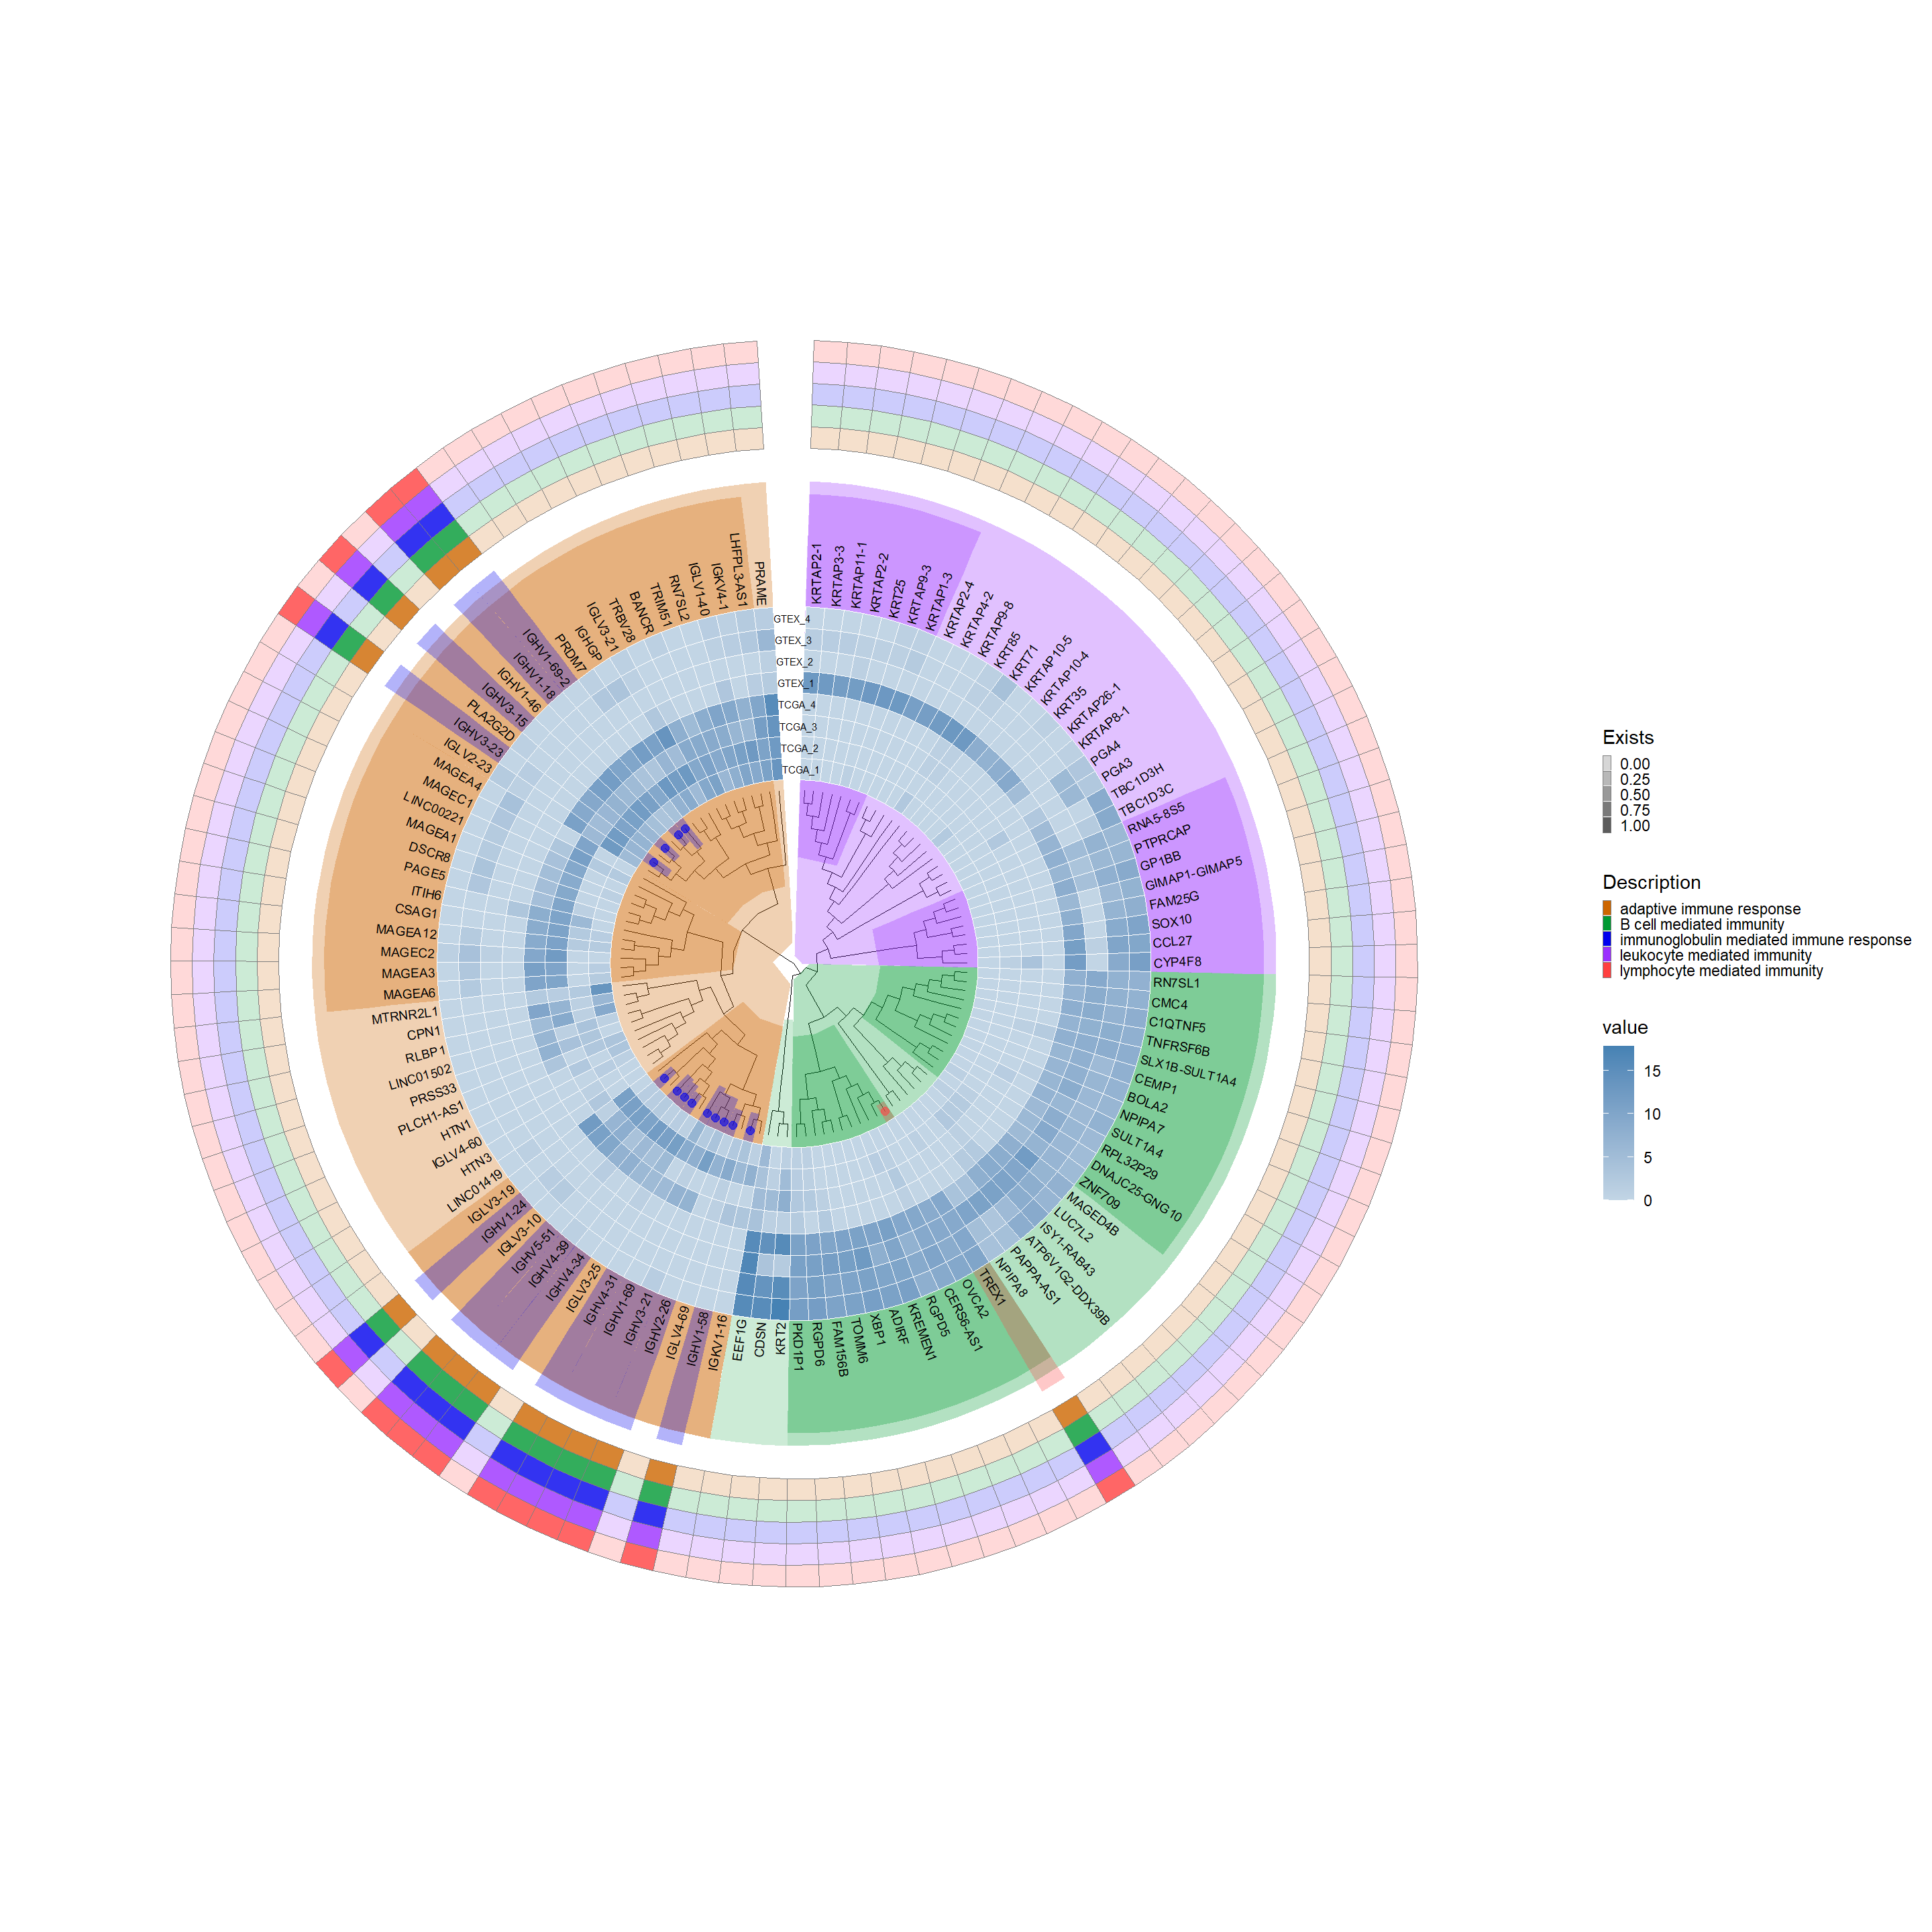 KRTAP2-1
KRTAP3-3
KRTAP11-1
KRTAP2-2
KRT25
KRTAP9-3
KRTAP1-3
KRTAP2-4
KRTAP4-2
KRTAP9-8
KRT85
KRT71
KRTAP10-5
KRTAP10-4
KRT35
KRTAP26-1
KRTAP8-1
PGA4
PGA3
TBC1D3H
TBC1D3C
RNA5-8S5
PTPRCAP
GP1BB
GIMAP1-GIMAP5
FAM25G
SOX10
CCL27
CYP4F8
RN7SL1
CMC4
C1QTNF5
TNFRSF6B
SLX1B-SULT1A4
CEMP1
BOLA2
NPIPA7
SULT1A4
RPL32P29
DNAJC25-GNG10
ZNF709
MAGED4B
LUC7L2
ISY1-RAB43
ATP6V1G2-DDX39B
PAPPA-AS1
NPIPA8
TREX1
OVCA2
CERS6-AS1
RGPD5
KREMEN1
ADIRF
XBP1
TOMM6
FAM156B
RGPD6
PKD1P1
KRT2
CDSN
EEF1G
IGKV1-16
IGHV1-58
IGLV4-69
IGHV2-26
IGHV3-21
IGHV1-69
IGHV4-31
IGLV3-25
IGHV4-34
IGHV4-39
IGHV5-51
IGLV3-10
IGHV1-24
IGLV3-19
LINC01419
HTN3
IGLV4-60
HTN1
PLCH1-AS1
PRSS33
LINC01502
RLBP1
CPN1
MTRNR2L1
MAGEA6
MAGEA3
MAGEC2
MAGEA12
CSAG1
ITIH6
PAGE5
DSCR8
MAGEA1
LINC00221
MAGEC1
MAGEA4
IGLV2-23
IGHV3-23
PLA2G2D
IGHV3-15
IGHV1-46
IGHV1-18
IGHV1-69-2
PRDM7
IGHGP
IGLV3-21
TRBV28
BANCR
TRIM51
RN7SL2
IGLV1-40
IGKV4-1
LHFPL3-AS1
PRAME
GTEX_4
GTEX_3
GTEX_2
GTEX_1
TCGA_4
TCGA_3
TCGA_2
TCGA_1
Exists
0.00
0.25
0.50
0.75
1.00
Description
adaptive immune response
B cell mediated immunity
immunoglobulin mediated immune response
leukocyte mediated immunity
lymphocyte mediated immunity
value
15
10
5
0